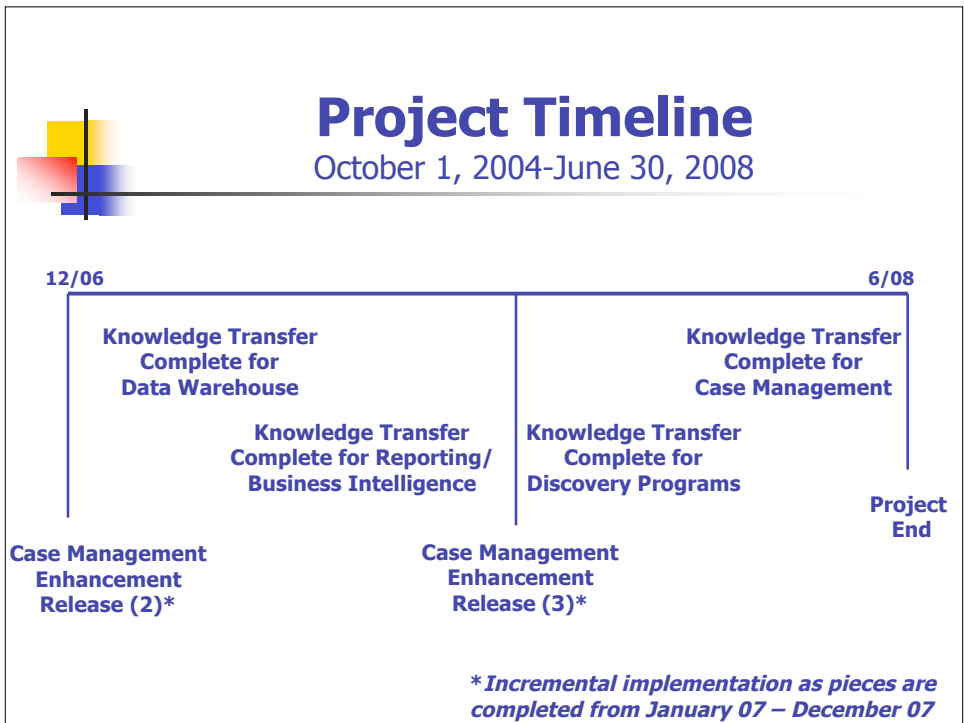 Project Timeline
October 1, 2004-June 30, 2008
12/06
6/08
Knowledge Transfer
Complete for
Data Warehouse
Knowledge Transfer
Complete for
Case Management
Knowledge Transfer
Complete for Reporting/
Business Intelligence
Knowledge Transfer
Complete for
Discovery Programs
Project
End
Case Management
Enhancement
Release (2)*
Case Management
Enhancement
Release (3)*
*Incremental implementation as pieces are
completed from January 07 – December 07